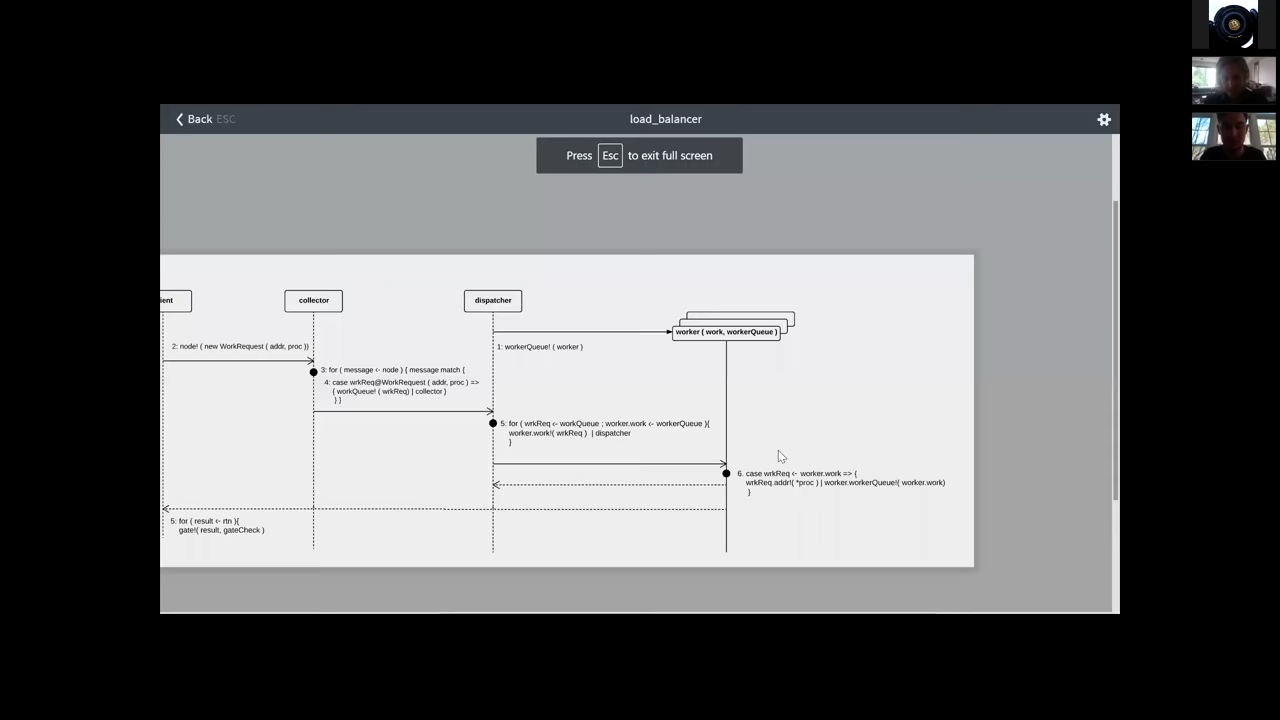 Back ESC
load_balancer
Press Esc to exit full screen
ient
collector
dispatcher
worker ( work, workerQueue )
2: node! ( new WorkRequest ( addr, proc ))
1: workerQueue! ( worker )
3: for ( message <- node ) { message match {
4: case wrkReq@WorkRequest ( addr, proc ) =>
{ workQueue! ( wrkReq) | collector }
} }
5: for ( wrkReq <- workQueue ; worker.work <- workerQueue ){
worker.work!( wrkReq ) | dispatcher
}
6. case wrkReq <- worker.work => {
wrkReq.addr!( *proc ) | worker.workerQueue!( worker.work)
}
5: for ( result <- rtn ){
gate!( result, gateCheck )